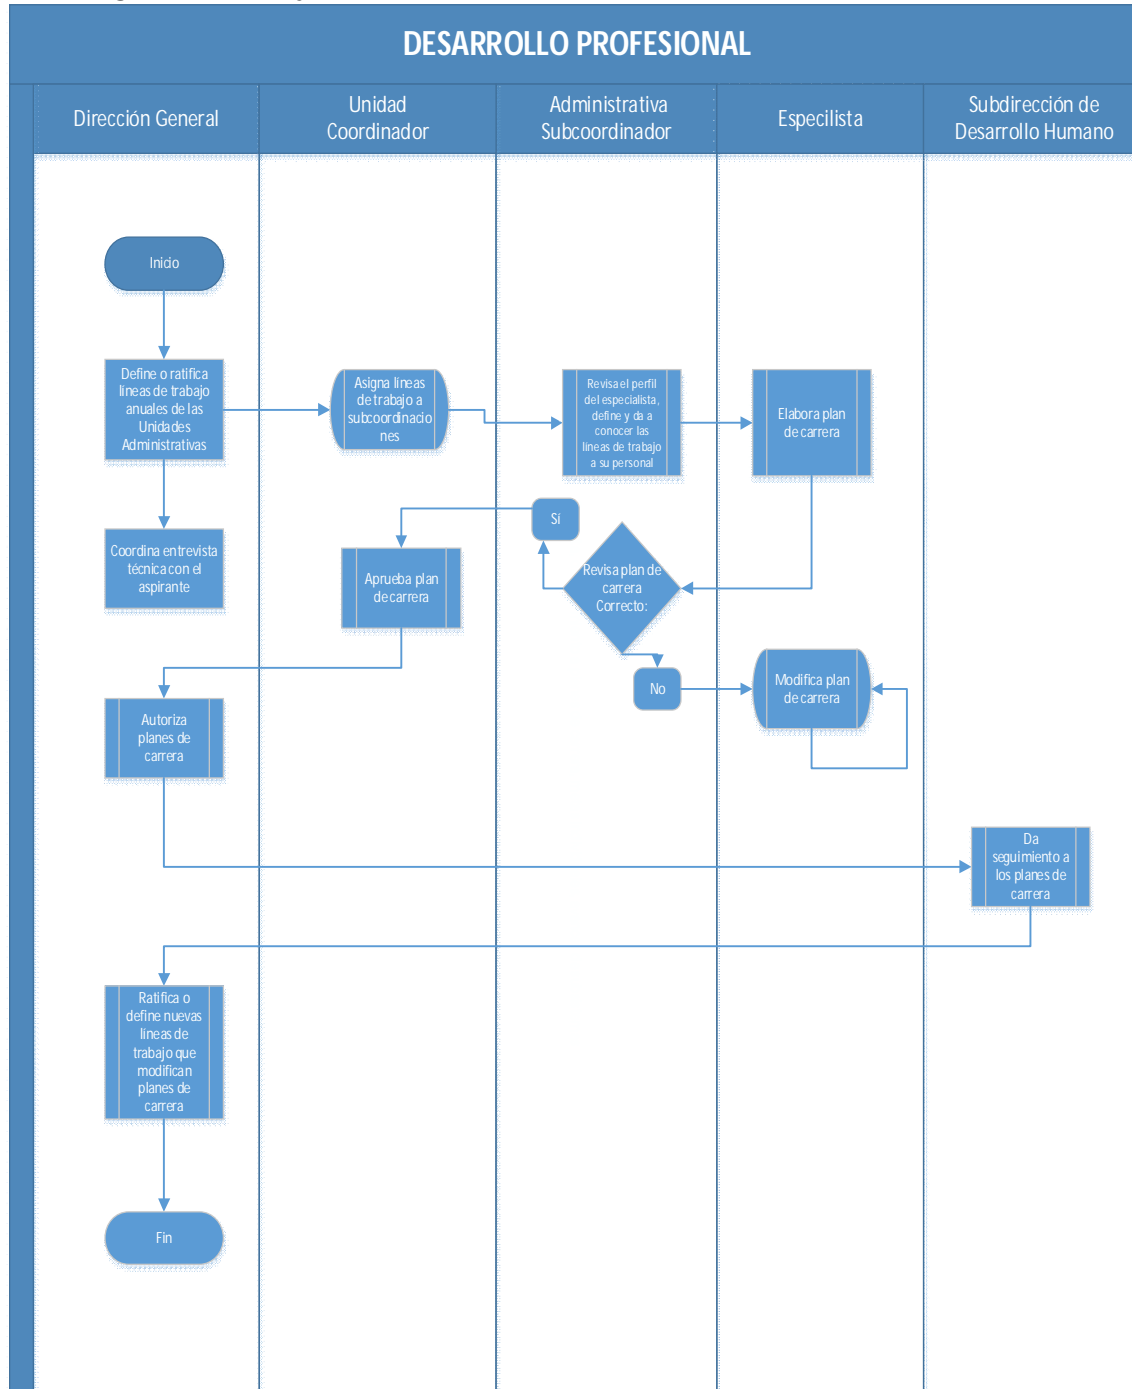 DESARROLLO PROFESIONAL
Dirección General
Unidad
Coordinador
Administrativa
Subcoordinador
Especilista
Subdirección de
Desarrollo Humano
Inicio
Define o ratifica
líneas de trabajo
anuales de las
Unidades
Administrativas
Asigna líneas
de trabajo a
subcoordinacio
nes
Revisa el perfil
del especialista,
define y da a
conocer las
líneas de trabajo
a su personal
Elabora plan
de carrera
Coordina entrevista
técnica con el
aspirante
Sí
Aprueba plan
de carrera
Revisa plan de
carrera
Correcto:
No
Modifica plan
de carrera
Autoriza
planes de
carrera
Da
seguimiento a
los planes de
carrera
Ratifica o
define nuevas
líneas de
trabajo que
modifican
planes de
carrera
Fin